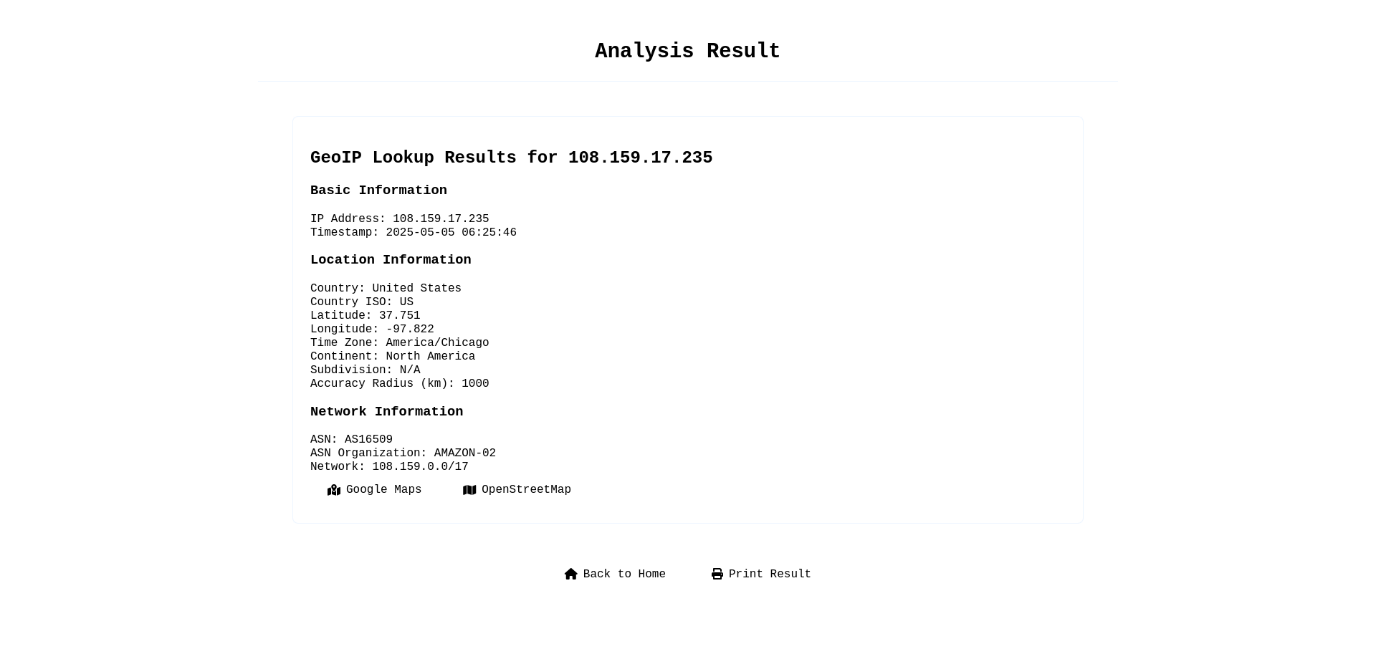 Analysis Result
GeoIP Lookup Results for 108.159.17.235
Basic Information
IP Address: 108.159.17.235
Timestamp: 2025-05-05 06:25:46
Location Information
Country: United States
Country ISO: US
Latitude: 37.751
Longitude: -97.822
Time Zone: America/Chicago
Continent: North America
Subdivision: N/A
Accuracy Radius (km): 1000
Network Information
ASN: AS16509
ASN Organization: AMAZON-02
Network: 108.159.0.0/17
Google Maps OpenStreetMap
Back to Home Print Result